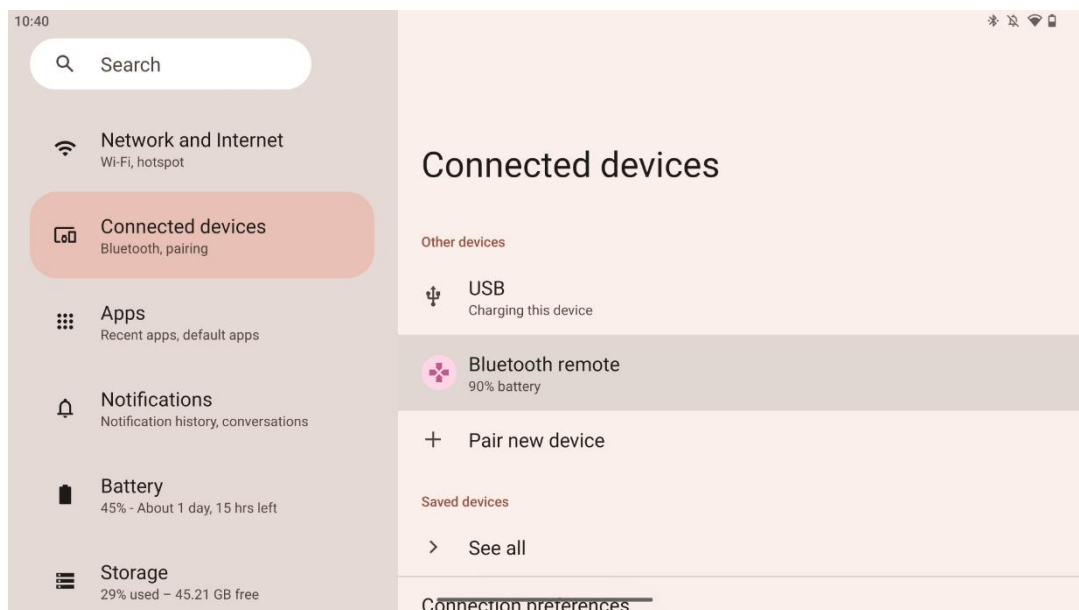 10:40
Search
Network and Internet
Wi-Fi, hotspot
Connected devices
Bluetooth, pairing
Apps
Recent apps, default apps
Notifications
Notification history, conversations
Battery
45% - About 1 day, 15 hrs left
Storage
29% used – 45.21 GB free
Connected devices
Other devices
USB
Charging this device
Bluetooth remote
90% battery
Pair new device
Saved devices
See all
Connection preferences